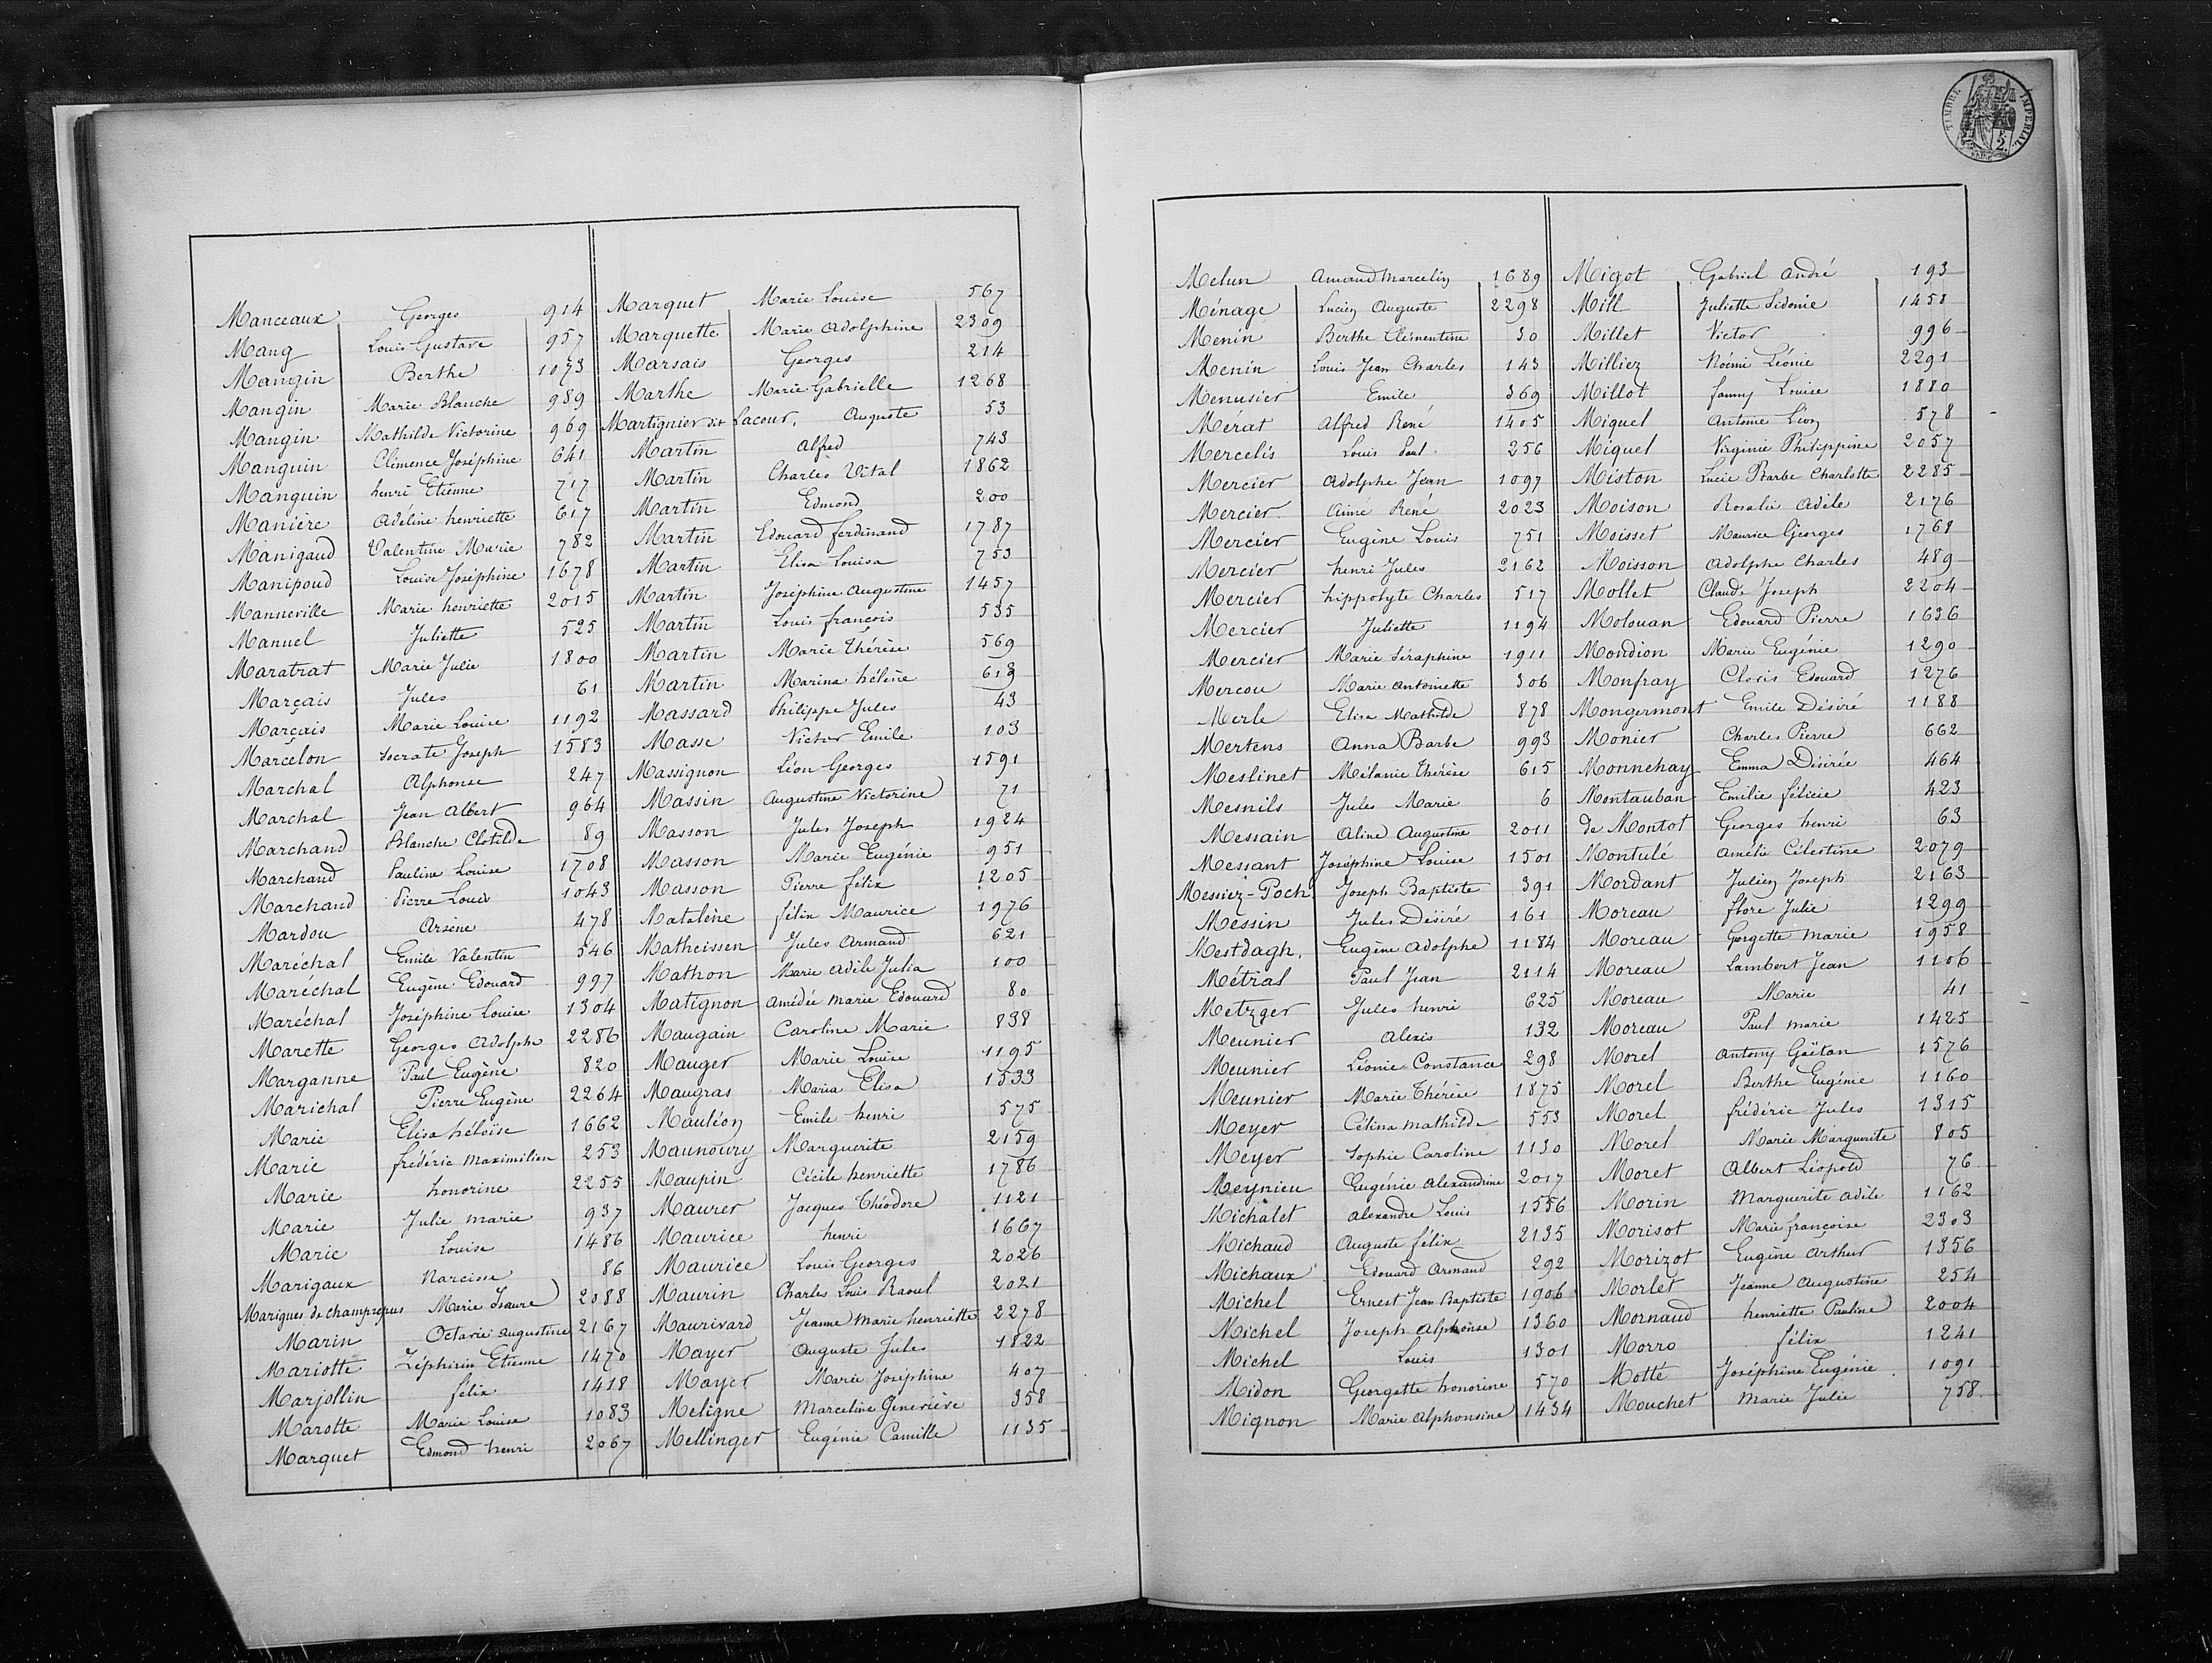 Manceaux Georges 914
Mang Louis Gustave 957
Mangin Berthe 1073
Mangin Marie Blanche 989
Mangin Mathilde Victorine 969
Manguin Clémence Joséphine 641
Manguin henri Etienne 717
Manière Adéline henriette 617
Manigaud Valentine Marie 782
Manipoud Louise Joséphine 1678
Manneville Marie henriette 2015
Manuel Juliette 525
Maratrat Marie Julie 1800
Marçais Jules 61
Marçais Marie Louise 1192
Marcelon Socrate Joseph 1583
Marchal Alphonse 247
Marchal Jean Albert 964
Marchand Blanche Clotilde 89
Marchand Pauline Louise 1708
Marchand Pierre Louis 1043
Mardou Arsène 478
Maréchal Emile Valentin 546
Maréchal Eugène Edouard 997
Maréchal Joséphine Louise 1304
Marette Georges Adolphe 2286
Marganne Paul Eugène 820
Marichal Pierre Eugène 2264
Marie Elisa héloïse 1662
Marie frédéric Maximilien 253
Marie honorine 2255
Marie Julie marie 937
Marie Louise 1486
Marigaux Narcisse 86
Marigues de champrepus Marie Isaure 2088
Marin Octavie augustine 2167
Mariotte Zéphirin Etienne 1470
Marjollin félix 1418
Marotte Marie Louise 1083
Marquet Edmond henri 2067
Marquet Marie Louise 567
Marquette Marie Adolphine 2309
Marsais Georges 214
Marthe Marie Gabrielle 1268
Martignier dit Lacour, Auguste 53
Martin Alfred 743
Martin Charles Vital 1862
Martin Edmond 200
Martin Edouard ferdinand 1787
Martin Elisa Louisa 753
Martin Joséphine Augustine 1457
Martin Louis françois 535
Martin Marie Thérèse 569
Martin Marina hélène 613
Massard Philippe Jules 43
Masse Victor Emile 103
Massignon Léon Georges 1591
Massin Augustine Victorine 71
Masson Jules Joseph 1924
Masson Marie Eugénie 951
Masson Pierre félix 1205
Matalène félix Maurice 1976
Matheissen Jules Armand 621
Mathon Marie Adèle Julia 100
Matignon Amédée marie Edouard 80
Maugain Caroline Marie 838
Mauger Marie Louise 1195
Maugras Maria Elisa 1533
Mauléon Emile henri 575
Maunoury Marguerite 2159
Maupin Cécile henriette 1786
Maurer Jacques Théodore 1121
Maurice henri 1667
Maurice Louis Georges 2026
Maurin Charles Louis Raoul 2021
Maurivard Jeanne Marie henriette 2278
Mayer Auguste Jules 1822
Mayer Marie Joséphine 407
Meligne Marceline Geneviève 358
Mellinger Eugénie Camille 1135
TIMBRE IMPERIAL
2
Melun Amand Marcelin 1689
Ménage Lucien Auguste 2298
Menin Berthe Clémentine 30
Menin Louis Jean Charles 143
Menusier Emile 369
Mérat Alfred René 1405
Mercelis Louis Paul 256
Mercier Adolphe Jean 1097
Mercier Aimé René 2023
Mercier Eugène Louis 751
Mercier henri Jules 2162
Mercier hippolyte Charles 517
Mercier Juliette 1194
Mercier Marie Séraphine 1911
Mercou Marie Antoinette 306
Merle Elisa Mathilde 878
Mertens Anna Barbe 993
Meslinet Mélanie Thérèse 615
Mesnils Jules Marie 6
Messain Aline Augustine 2011
Messant Joséphine Louise 1501
Messiez-Poch Joseph Baptiste 391
Messin Jules Désiré 161
Mestdagh, Eugène Adolphe 1184
Métral Paul Jean 2114
Metzger Jules henri 625
Meunier Alexis 132
Meunier Léonie Constance 298
Meunier Marie Thérèse 1875
Meyer Célina mathilde 553
Meyer Sophie Caroline 1130
Meynieu Eugénie Alexandrine 2017
Michalet Alexandre Louis 1556
Michaud Auguste félix 2135
Michaux Edouard Armand 292
Michel Ernest Jean Baptiste 1906
Michel Joseph Alphonse 1360
Michel Louis 1301
Midon Georgette honorine 570
Mignon Marie Alphonsine 1434
Migot Gabriel André 193
Mill Juliette Sidonie 1458
Millet Victor 996
Milliez Noémi Léonie 2291
Millot fanny Louise 1880
Miquel Antoine Léon 578
Miquel Virginie Philippine 2057
Miston Lucie Barbe Charlotte 2285
Moison Rosalie Adèle 2176
Moisset Maurice Georges 1768
Moisson Adolphe Charles 489
Mollet Claude Joseph 2204
Molouan Edouard Pierre 1636
Mondion Marie Eugénie 1290
Monfray Clovis Edouard 1276
Mongermont Emile Désiré 1188
Monier Charles Pierre 662
Monnehay Emma Désirée 464
Montauban Emilie félicie 423
de Montot Georges henri 63
Montulé Amélie Célestine 2079
Mordant Julien Joseph 2163
Moreau flore Julie 1299
Moreau Georgette Marie 1958
Moreau Lambert Jean 1106
Moreau Marie 41
Moreau Paul marie 1425
Morel Antony Gaëtan 1576
Morel Berthe Eugénie 1160
Morel frédéric Jules 1315
Morel Marie Marguerite 805
Moret Albert Léopold 76
Morin Marguerite Adèle 1162
Morisot Marie françoise 2303
Morizot Eugène Arthur 1356
Morlet Jeanne Augustine 254
Mornaud henriette Pauline 2004
Morro félix 1241
Motté Joséphine Eugénie 1091
Mouchet Marie Julie 758